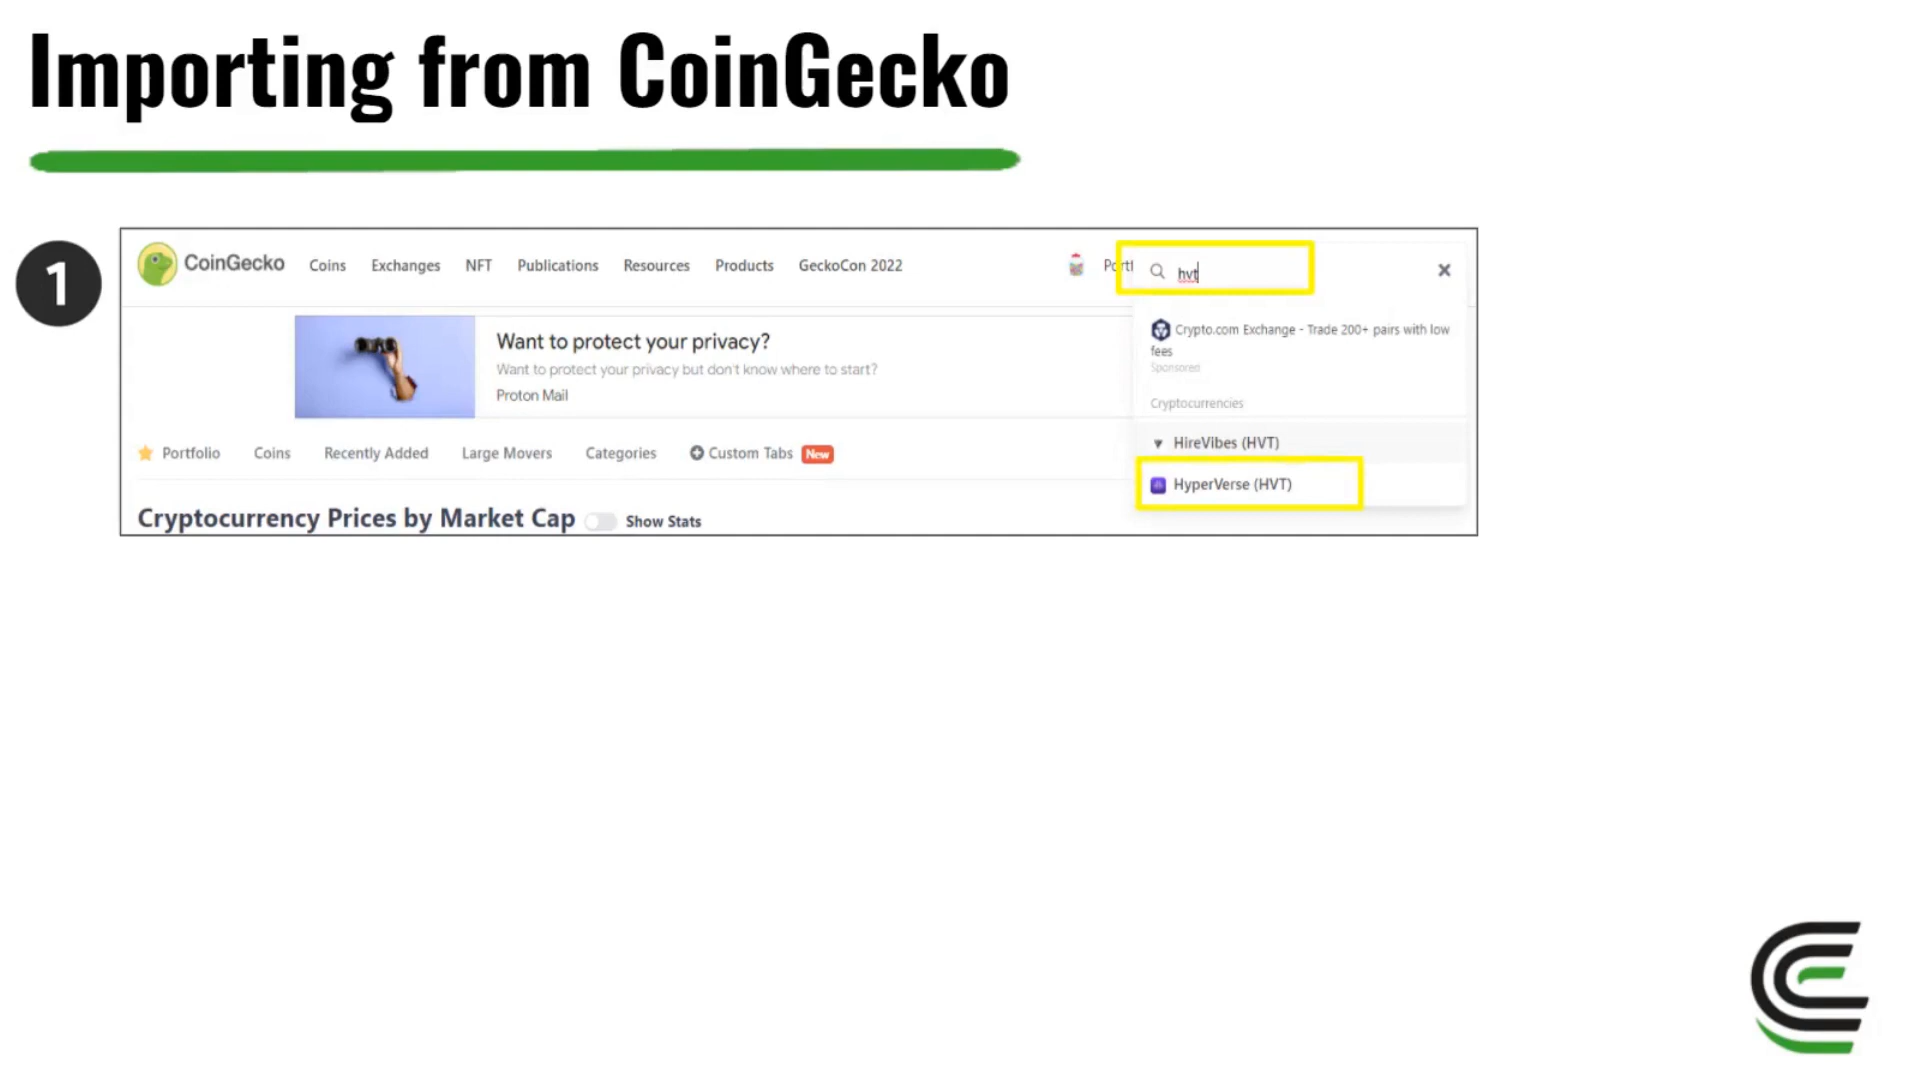 Importing from CoinGecko
1
CoinGecko Coins Exchanges NFT Publications Resources Products GeckoCon 2022
hvt
Crypto.com Exchange - Trade 200+ pairs with low
fees
Sponsored
Cryptocurrencies
HireVibes (HVT)
HyperVerse (HVT)
Want to protect your privacy?
Want to protect your privacy but don't know where to start?
Proton Mail
Portfolio Coins Recently Added Large Movers Categories Custom Tabs New
Cryptocurrency Prices by Market Cap Show Stats